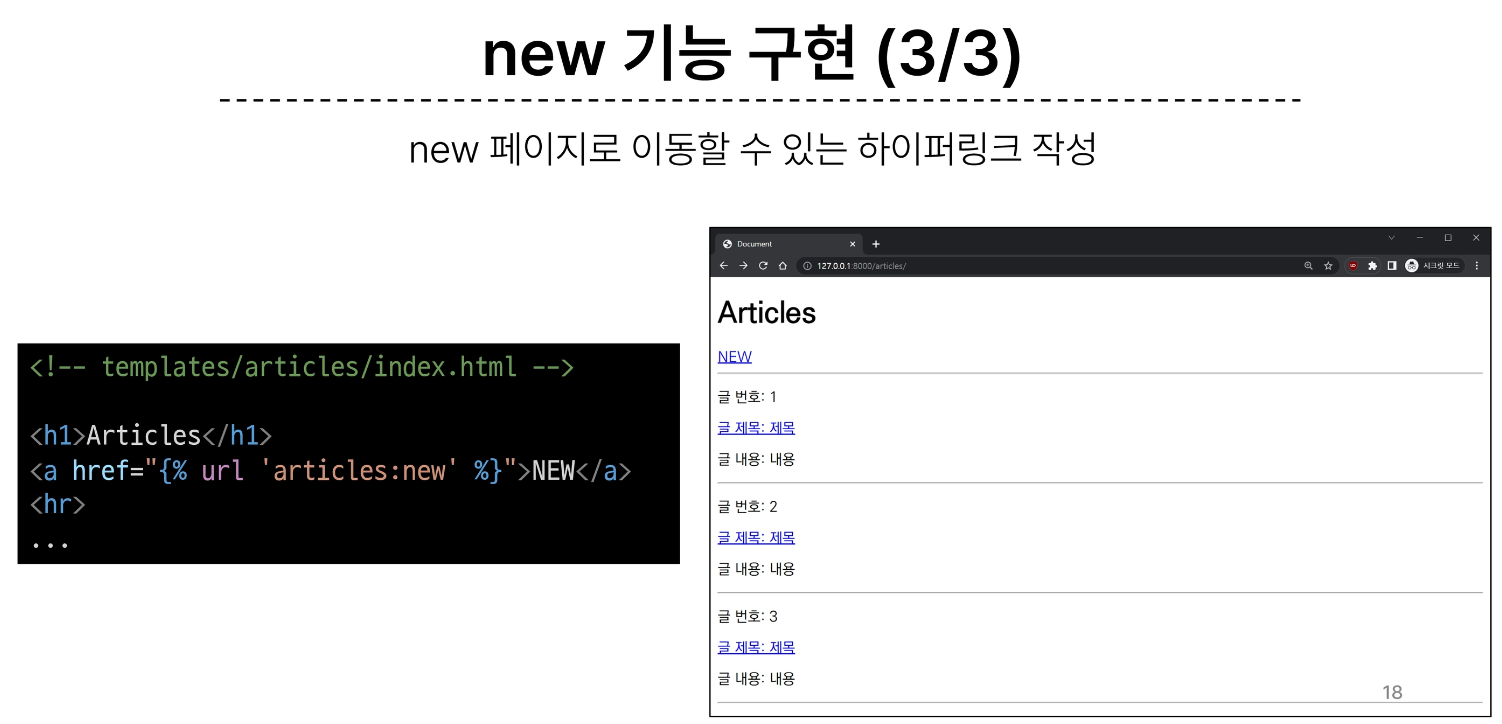 new 기능 구현 (3/3)
new 페이지로 이동할 수 있는 하이퍼링크 작성
<!-- templates/articles/index.html -->
<h1>Articles</h1>
<a href="{% url 'articles:new' %}">NEW</a>
<hr>
...
Document
127.0.0.1:8000/articles/
시크릿 모드
Articles
NEW
글 번호: 1
글 제목: 제목
글 내용: 내용
글 번호: 2
글 제목: 제목
글 내용: 내용
글 번호: 3
글 제목: 제목
글 내용: 내용
18